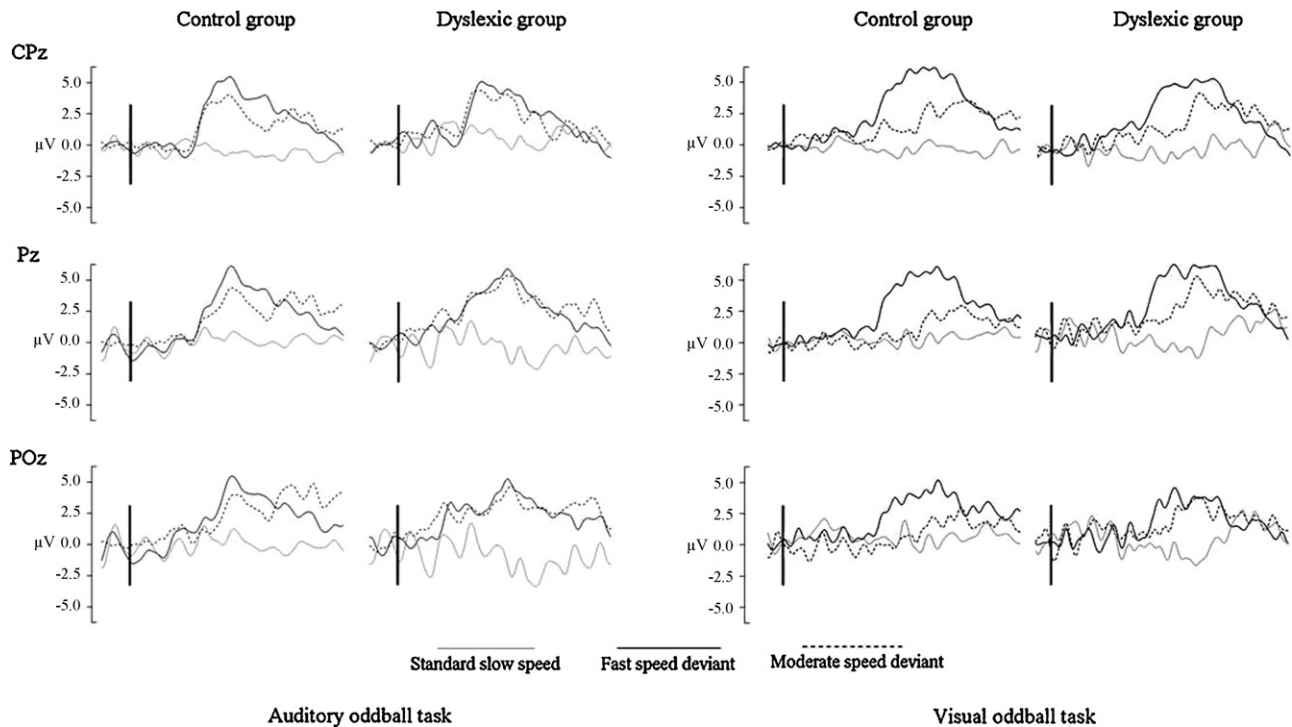 Control group Dyslexic group Control group Dyslexic group
CPz
5.0 5.0
2.5 2.5
µV 0.0 µV 0.0
-2.5 -2.5
-5.0 -5.0
Pz
5.0 5.0
2.5 2.5
µV 0.0 µV 0.0
-2.5 -2.5
-5.0 -5.0
POz
5.0 5.0
2.5 2.5
µV 0.0 µV 0.0
-2.5 -2.5
-5.0 -5.0
Standard slow speed Fast speed deviant Moderate speed deviant
Auditory oddball task Visual oddball task